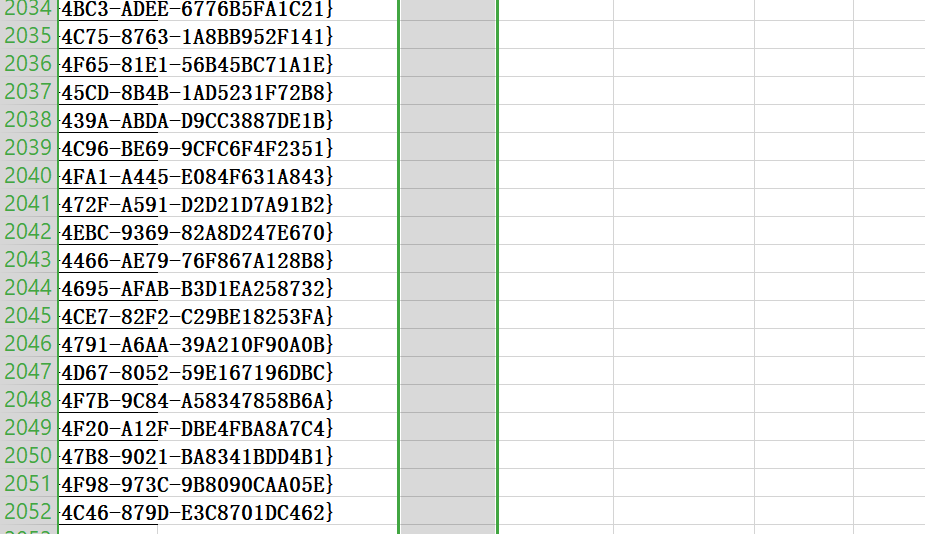 2034 -4BC3-ADEE-6776B5FA1C21}
2035 -4C75-8763-1A8BB952F141}
2036 -4F65-81E1-56B45BC71A1E}
2037 -45CD-8B4B-1AD5231F72B8}
2038 -439A-ABDA-D9CC3887DE1B}
2039 -4C96-BE69-9CFC6F4F2351}
2040 -4FA1-A445-E084F631A843}
2041 -472F-A591-D2D21D7A91B2}
2042 -4EBC-9369-82A8D247E670}
2043 -4466-AE79-76F867A128B8}
2044 -4695-AFAB-B3D1EA258732}
2045 -4CE7-82F2-C29BE18253FA}
2046 -4791-A6AA-39A210F90A0B}
2047 -4D67-8052-59E167196DBC}
2048 -4F7B-9C84-A58347858B6A}
2049 -4F20-A12F-DBE4FBA8A7C4}
2050 -47B8-9021-BA8341BDD4B1}
2051 -4F98-973C-9B8090CAA05E}
2052 -4C46-879D-E3C8701DC462}